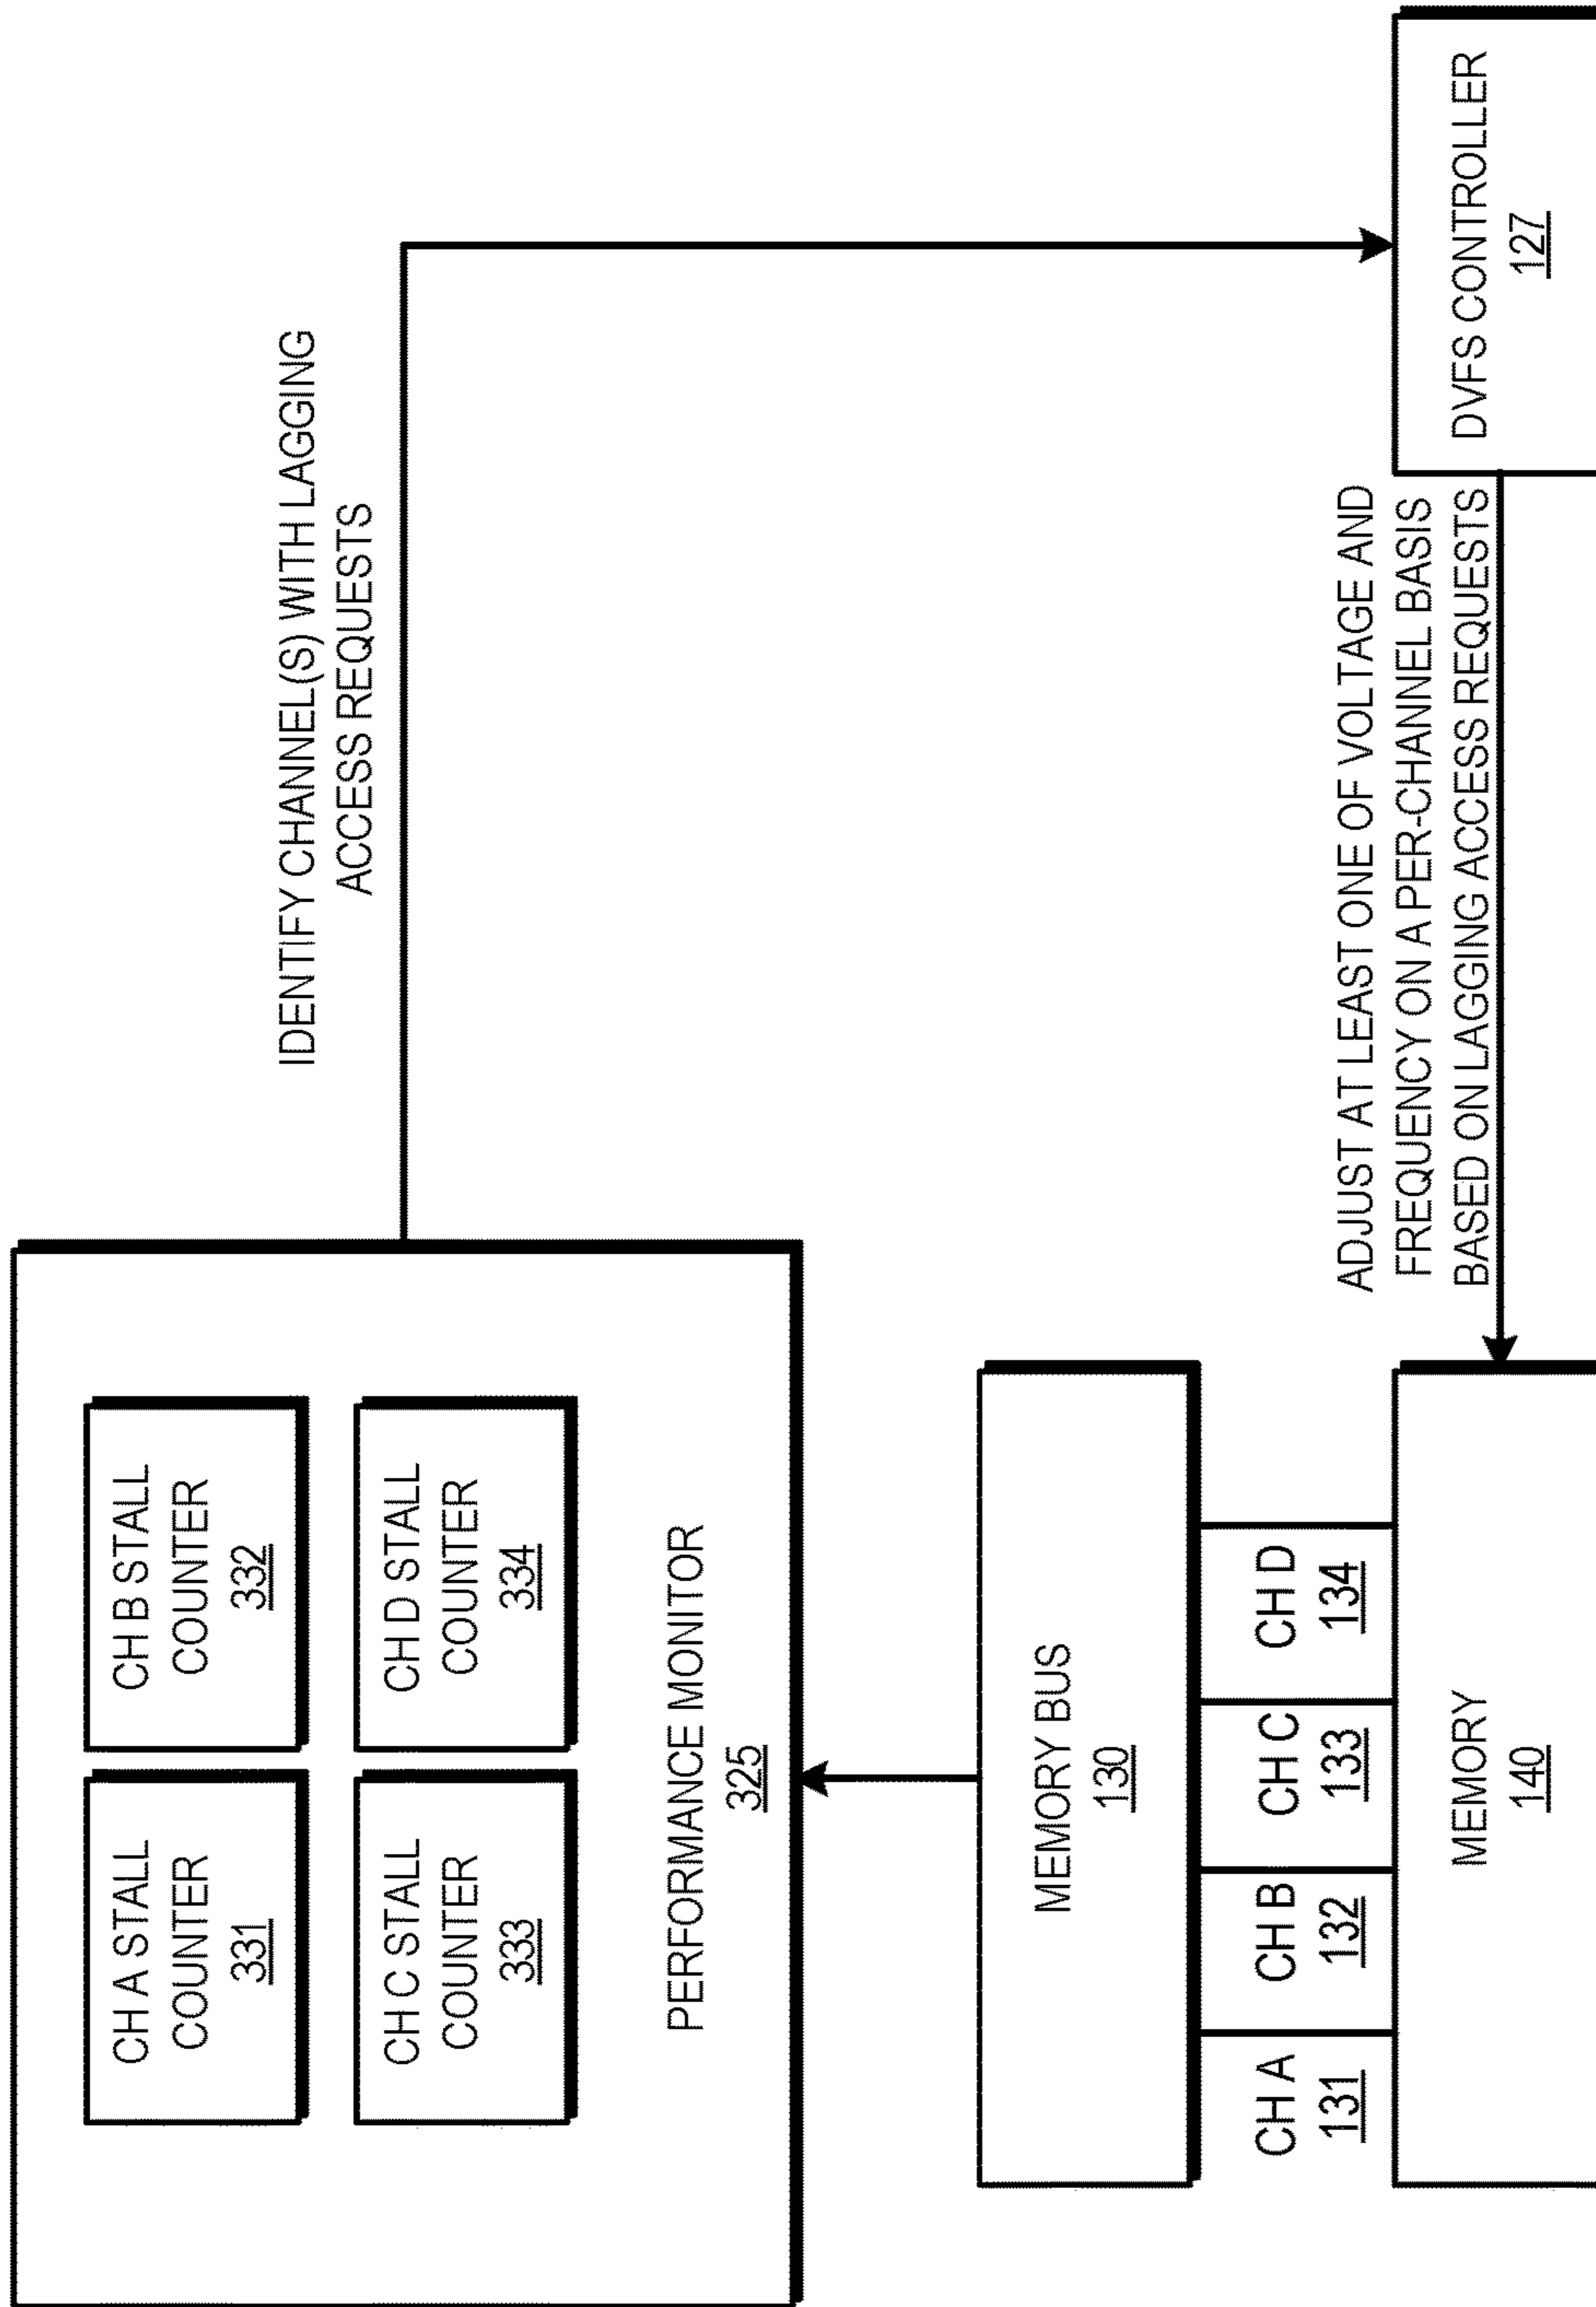 CH A STALL
COUNTER
331
CH B STALL
COUNTER
332
CH C STALL
COUNTER
333
CH D STALL
COUNTER
334
PERFORMANCE MONITOR
325
IDENTIFY CHANNEL(S) WITH LAGGING
ACCESS REQUESTS
MEMORY BUS
130
CH A
131
CH B
132
CH C
133
CH D
134
MEMORY
140
ADJUST AT LEAST ONE OF VOLTAGE AND
FREQUENCY ON A PER-CHANNEL BASIS
BASED ON LAGGING ACCESS REQUESTS
DVFS CONTROLLER
127